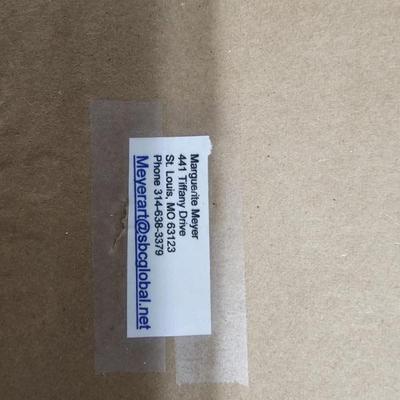 Marguerite Meyer
441 Tiffany Drive
St. Louis, MO 63123
Phone 314-638-3379
Meyerart@sbcglobal.net